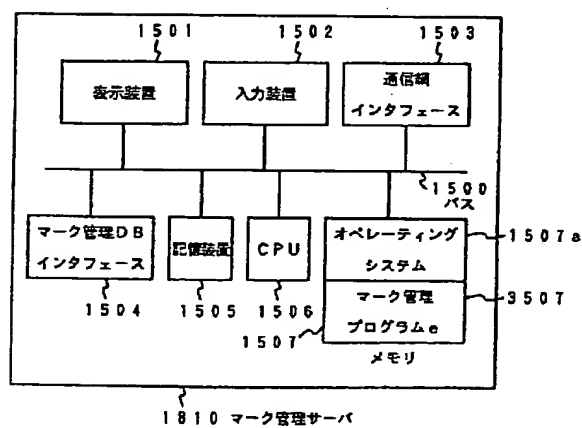 1501
1502
1503
表示装置
入力装置
通信網
インタフェース
1500
バス
マーク管理DB
インタフェース
記憶装置
CPU
オペレーティング
システム
1507a
マーク管理
プログラムe
3507
1504
1505
1506
1507
メモリ
1810 マーク管理サーバ